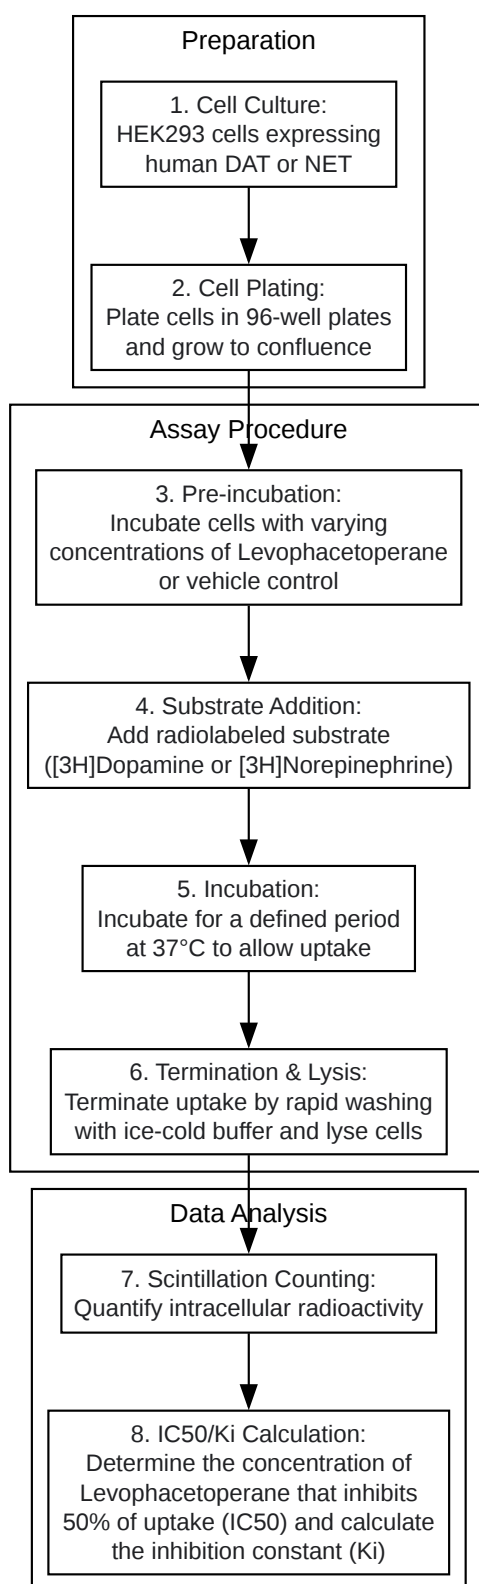 Preparation
1. Cell Culture:
HEK293 cells expressing
human DAT or NET
2. Cell Plating:
Plate cells in 96-well plates
and grow to confluence
Assay Procedure
3. Pre-incubation:
Incubate cells with varying
concentrations of Levophacetoperane
or vehicle control
4. Substrate Addition:
Add radiolabeled substrate
([3H]Dopamine or [3H]Norepinephrine)
5. Incubation:
Incubate for a defined period
at 37°C to allow uptake
6. Termination & Lysis:
Terminate uptake by rapid washing
with ice-cold buffer and lyse cells
Data Analysis
7. Scintillation Counting:
Quantify intracellular radioactivity
8. IC50/Ki Calculation:
Determine the concentration of
Levophacetoperane that inhibits
50% of uptake (IC50) and calculate
the inhibition constant (Ki)